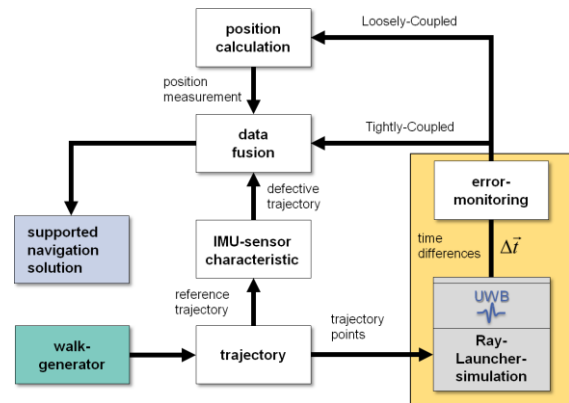 position
calculation
Loosely-Coupled
position
measurement
data
fusion
Tightly-Coupled
defective
trajectory
error-
monitoring
supported
navigation
solution
IMU-sensor
characteristic
time
differences
Δt⃗
reference
trajectory
UWB
walk-
generator
trajectory
trajectory
points
Ray-
Launcher-
simulation